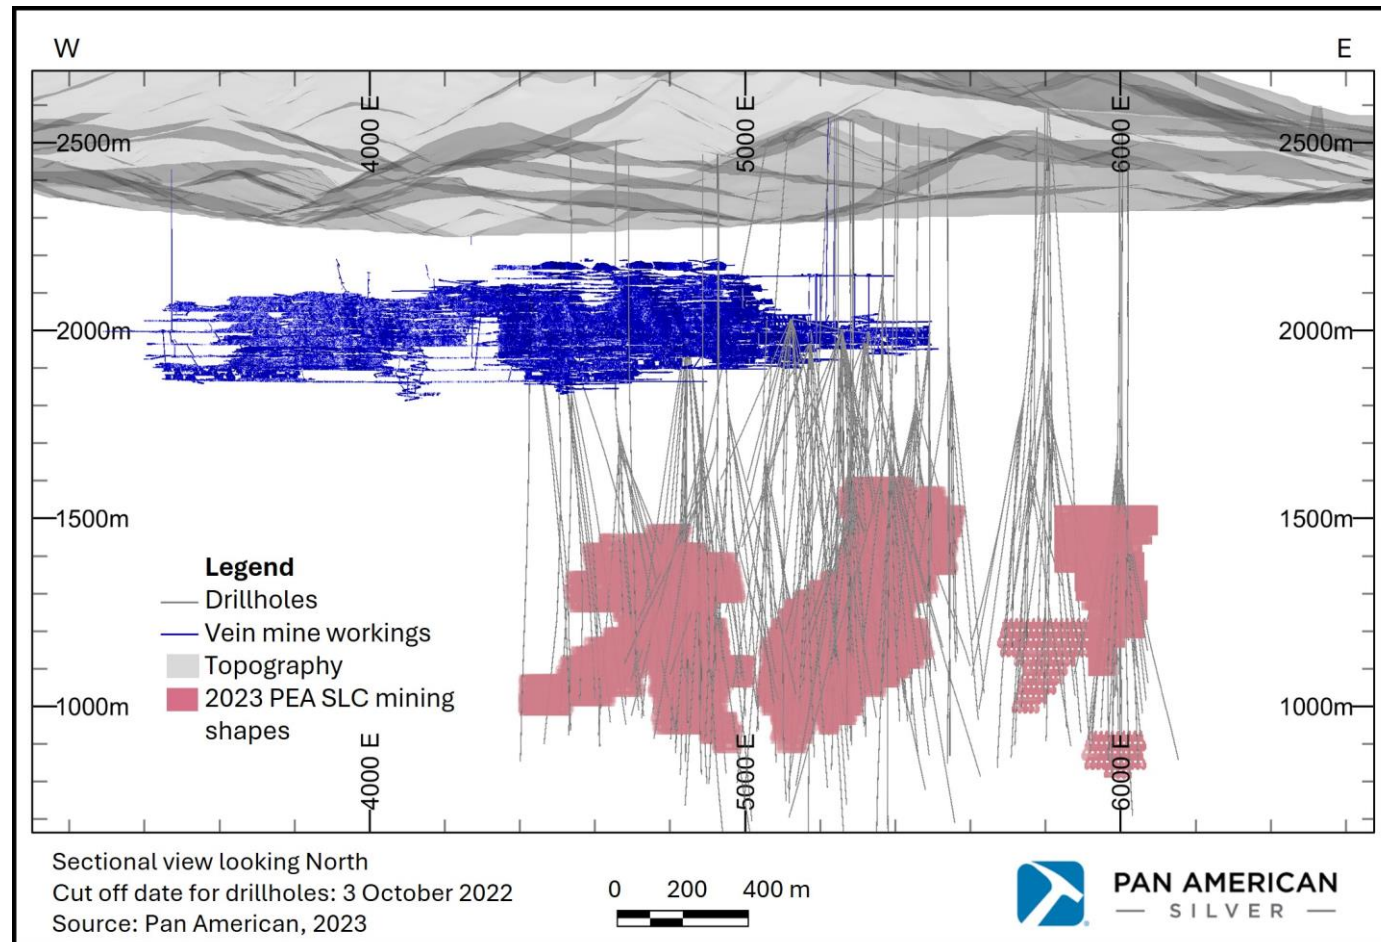 W E
4000 E 5000 E 6000 E
2500m 2500m
2000m 2000m
1500m 1500m
Legend
Drillholes
Vein mine workings
Topography
2023 PEA SLC mining
shapes
1000m 1000m
4000 E 5000 E 6000 E
Sectional view looking North
Cut off date for drillholes: 3 October 2022
Source: Pan American, 2023
0 200 400 m
PAN AMERICAN
SILVER